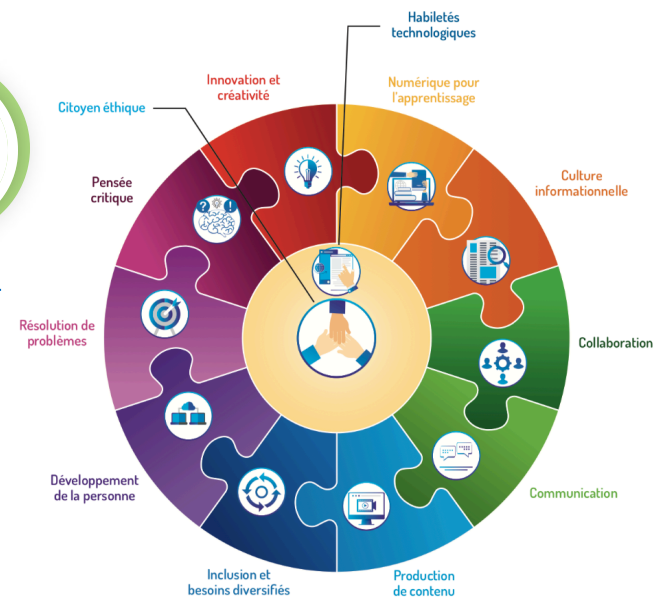 Habiletés
technologiques
Innovation et
créativité
Numérique pour
l'apprentissage
Citoyen éthique
Culture
informationnelle
Pensée
critique
Résolution de
problèmes
Collaboration
Développement
de la personne
Communication
Inclusion et
besoins diversifiés
Production
de contenu